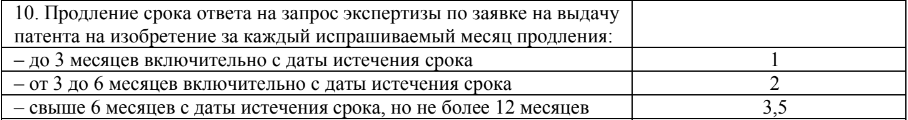 10. Продление срока ответа на запрос экспертизы по заявке на выдачу
патента на изобретение за каждый испрашиваемый месяц продления:
– до 3 месяцев включительно с даты истечения срока 1
– от 3 до 6 месяцев включительно с даты истечения срока 2
– свыше 6 месяцев с даты истечения срока, но не более 12 месяцев 3,5